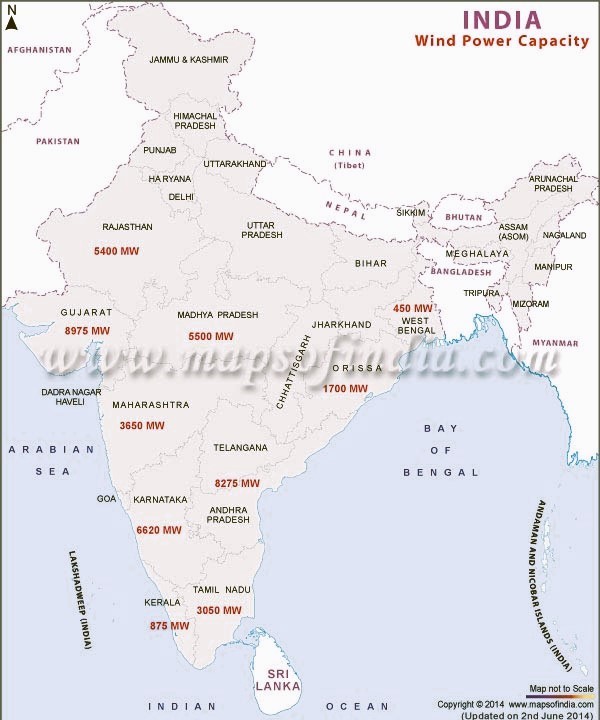 N
INDIA
Wind Power Capacity
AFGHANISTAN
JAMMU & KASHMIR
HIMACHAL
PRADESH
PAKISTAN
PUNJAB
UTTARAKHAND
CHINA
(Tibet)
HARYANA
DELHI
ARUNACHAL
PRADESH
NEPAL
SIKKIM
BHUTAN
RAJASTHAN
5400 MW
UTTAR
PRADESH
ASSAM
(ASOM)
NAGALAND
BIHAR
MEGHALAYA
BANGLADESH
MANIPUR
TRIPURA
MIZORAM
GUJARAT
8975 MW
MADHYA PRADESH
5500 MW
JHARKHAND
450 MW
WEST
BENGAL
MYANMAR
www.mapsofindia.com
CHHATTISGARH
ORISSA
1700 MW
DADRA NAGAR
HAVELI
MAHARASHTRA
3650 MW
ARABIAN
SEA
BAY
OF
BENGAL
TELANGANA
8275 MW
GOA
KARNATAKA
6620 MW
ANDHRA
PRADESH
ANDAMAN AND NICOBAR ISLANDS (INDIA)
LAKSHADWEEP (INDIA)
TAMIL NADU
3050 MW
KERALA
875 MW
SRI
LANKA
INDIAN OCEAN
Map not to Scale
Copyright © 2014 www.mapsofindia.com
(Updated on 2nd June 2014)